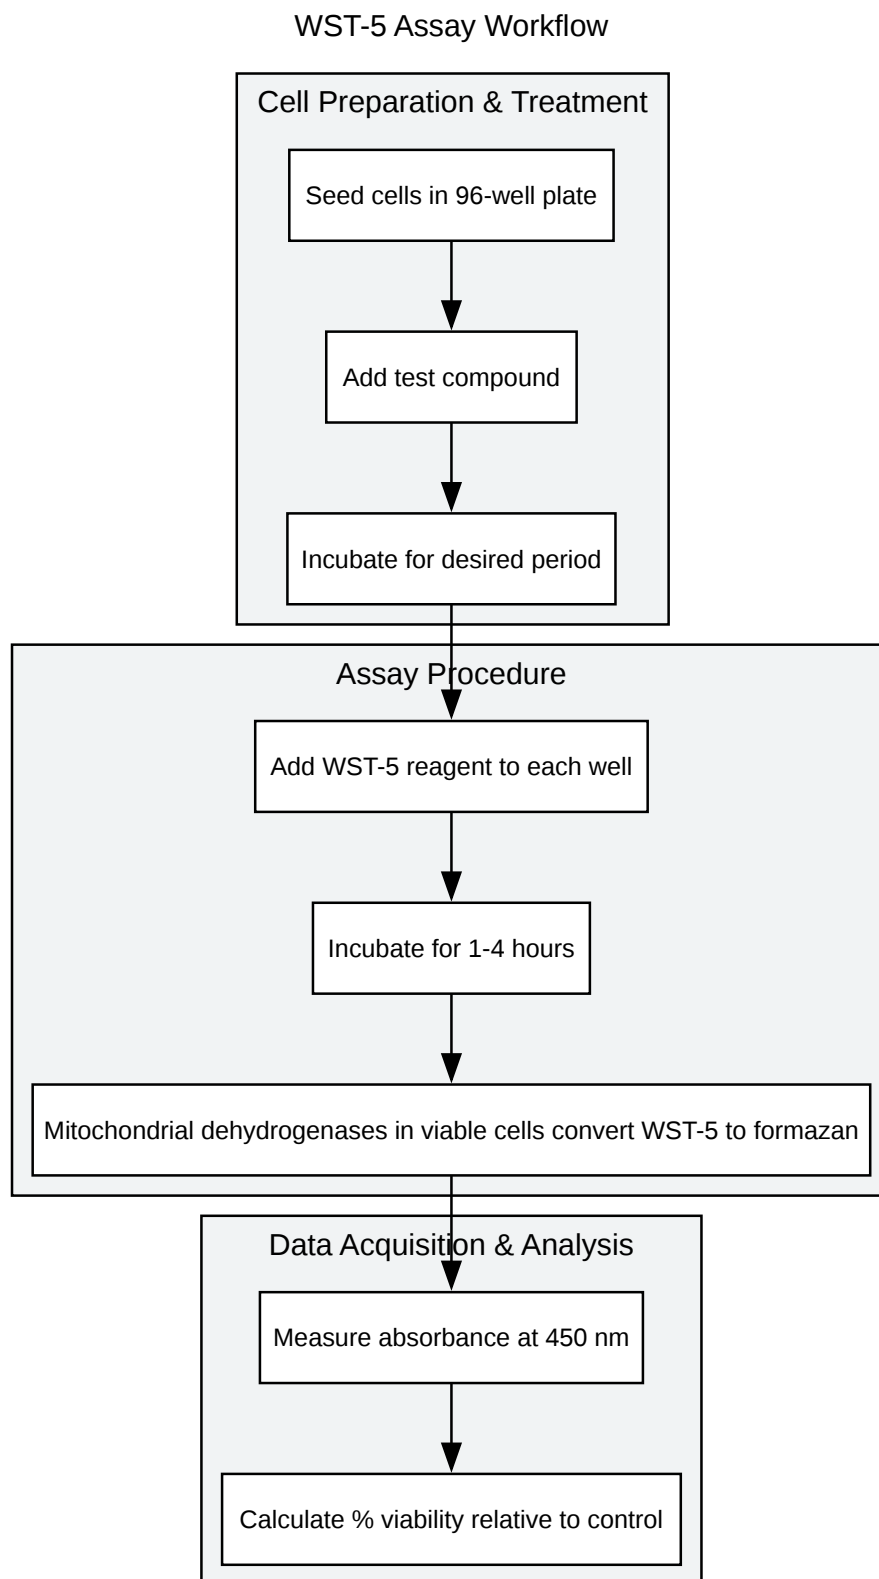 WST-5 Assay Workflow
Cell Preparation & Treatment
Seed cells in 96-well plate
Add test compound
Incubate for desired period
Assay Procedure
Add WST-5 reagent to each well
Incubate for 1-4 hours
Mitochondrial dehydrogenases in viable cells convert WST-5 to formazan
Data Acquisition & Analysis
Measure absorbance at 450 nm
Calculate % viability relative to control